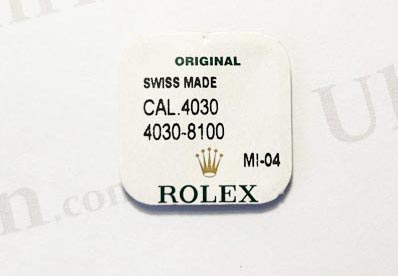 ORIGINAL
SWISS MADE
CAL.4030
4030-8100
MI-04
ROLEX